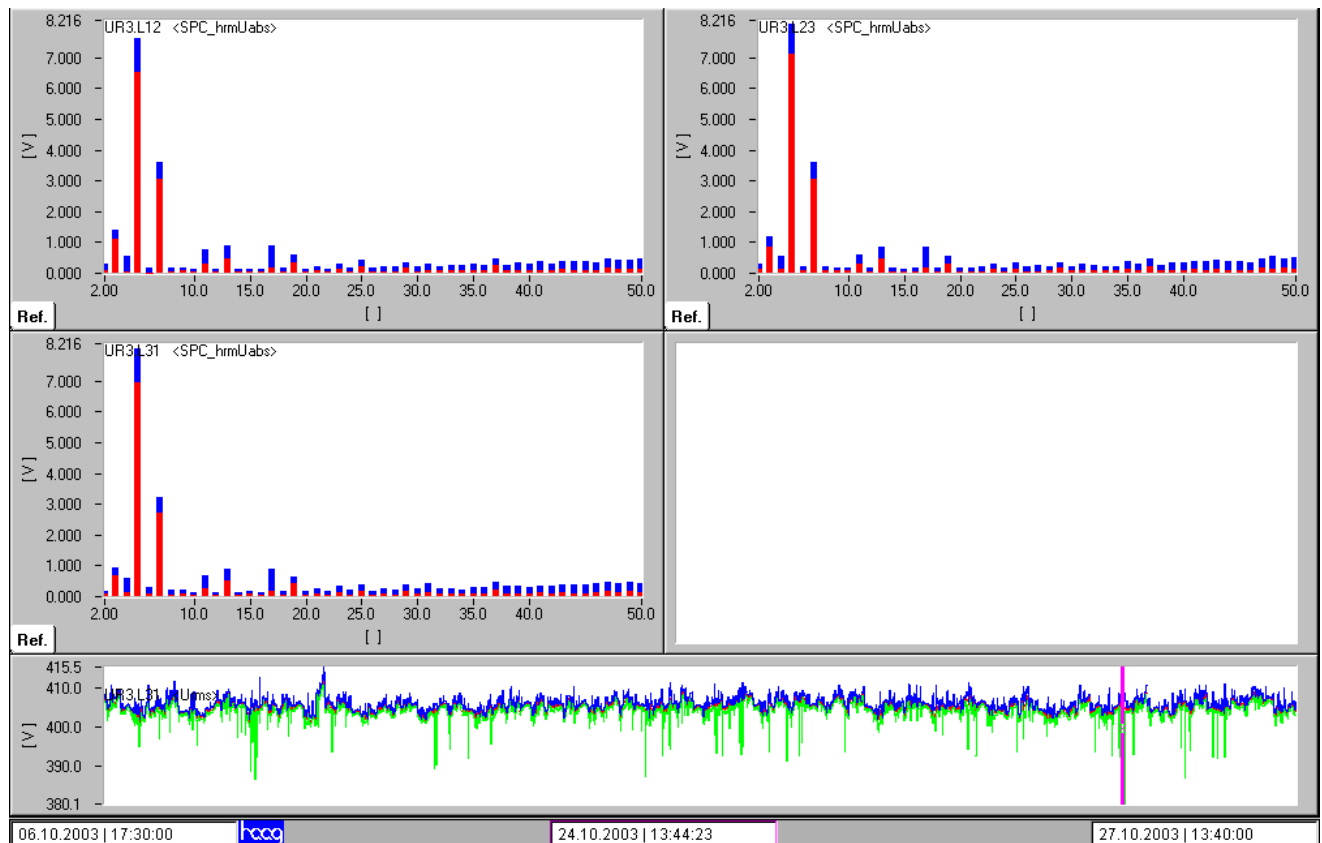 8.216 UR3.L12 <SPC_hrmUabs>
7.000
6.000
5.000
[V]
4.000
3.000
2.000
1.000
0.000
2.00 10.0 15.0 20.0 25.0 30.0 35.0 40.0 50.0
Ref. [ ]
8.216 UR3.L23 <SPC_hrmUabs>
7.000
6.000
5.000
[V]
4.000
3.000
2.000
1.000
0.000
2.00 10.0 15.0 20.0 25.0 30.0 35.0 40.0 50.0
Ref. [ ]
8.216 UR3.L31 <SPC_hrmUabs>
7.000
6.000
5.000
[V]
4.000
3.000
2.000
1.000
0.000
2.00 10.0 15.0 20.0 25.0 30.0 35.0 40.0 50.0
Ref. [ ]
415.5
410.0 UR3.L31 <Urms>
400.0
[V]
390.0
380.1
06.10.2003 | 17:30:00 haag 24.10.2003 | 13:44:23 27.10.2003 | 13:40:00